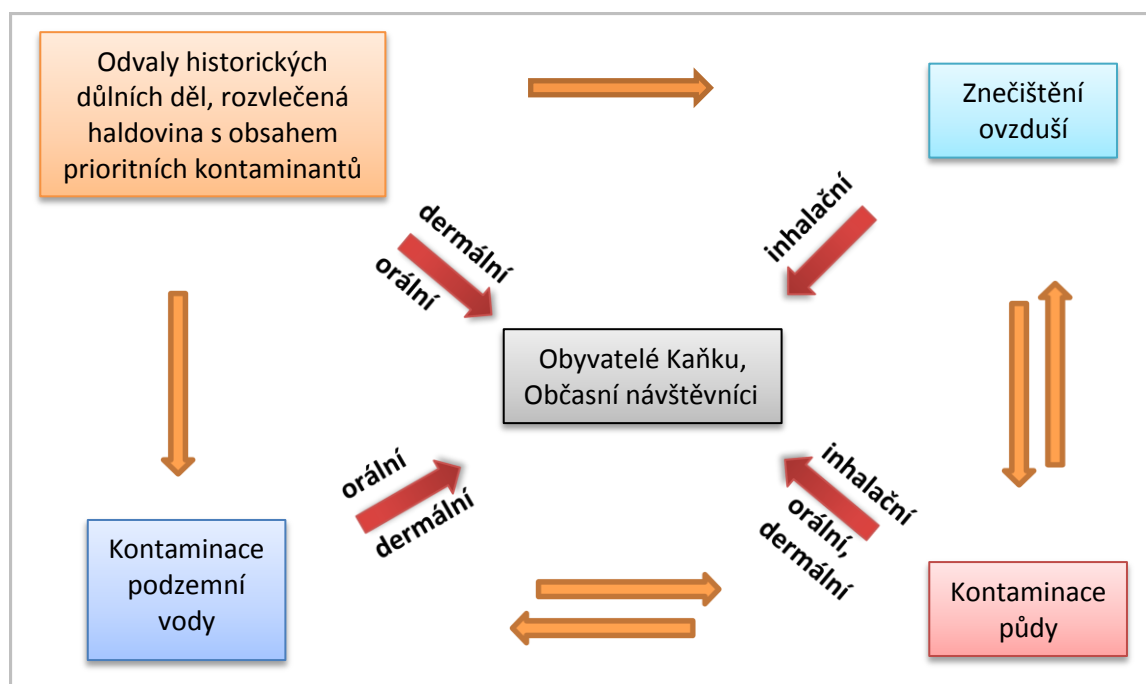 Odvaly historických
důlních děl, rozvlečená
haldovina s obsahem
prioritních kontaminantů
Znečištění
ovzduší
dermální
orální
inhalační
Obyvatelé Kaňku,
Občasní návštěvníci
orální
dermální
inhalační
orální,
dermální
Kontaminace
podzemní
vody
Kontaminace
půdy